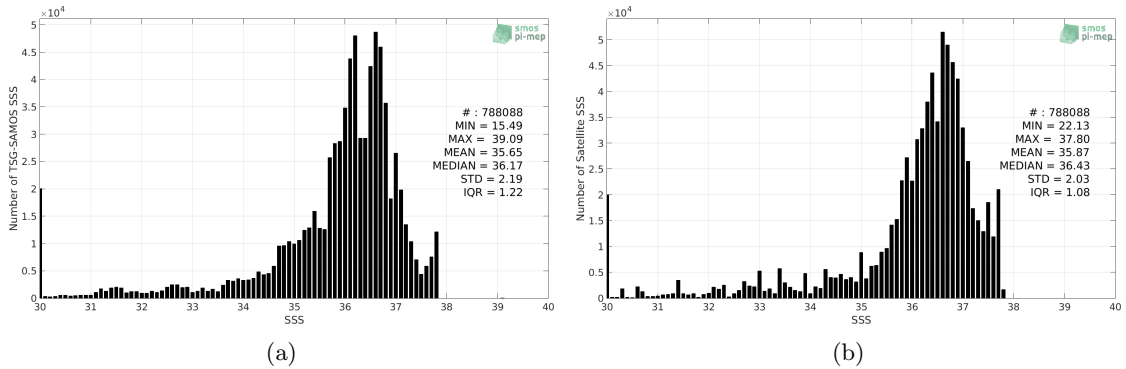 ×10⁴
5
4.5
4
3.5
3
2.5
2
1.5
1
0.5
0
Number of TSG-SAMOS SSS
smos
pi-mep
# : 788088
MIN = 15.49
MAX = 39.09
MEAN = 35.65
MEDIAN = 36.17
STD = 2.19
IQR = 1.22
30 31 32 33 34 35 36 37 38 39 40
SSS
(a)
×10⁴
5
4.5
4
3.5
3
2.5
2
1.5
1
0.5
0
Number of Satellite SSS
smos
pi-mep
# : 788088
MIN = 22.13
MAX = 37.80
MEAN = 35.87
MEDIAN = 36.43
STD = 2.03
IQR = 1.08
30 31 32 33 34 35 36 37 38 39 40
SSS
(b)